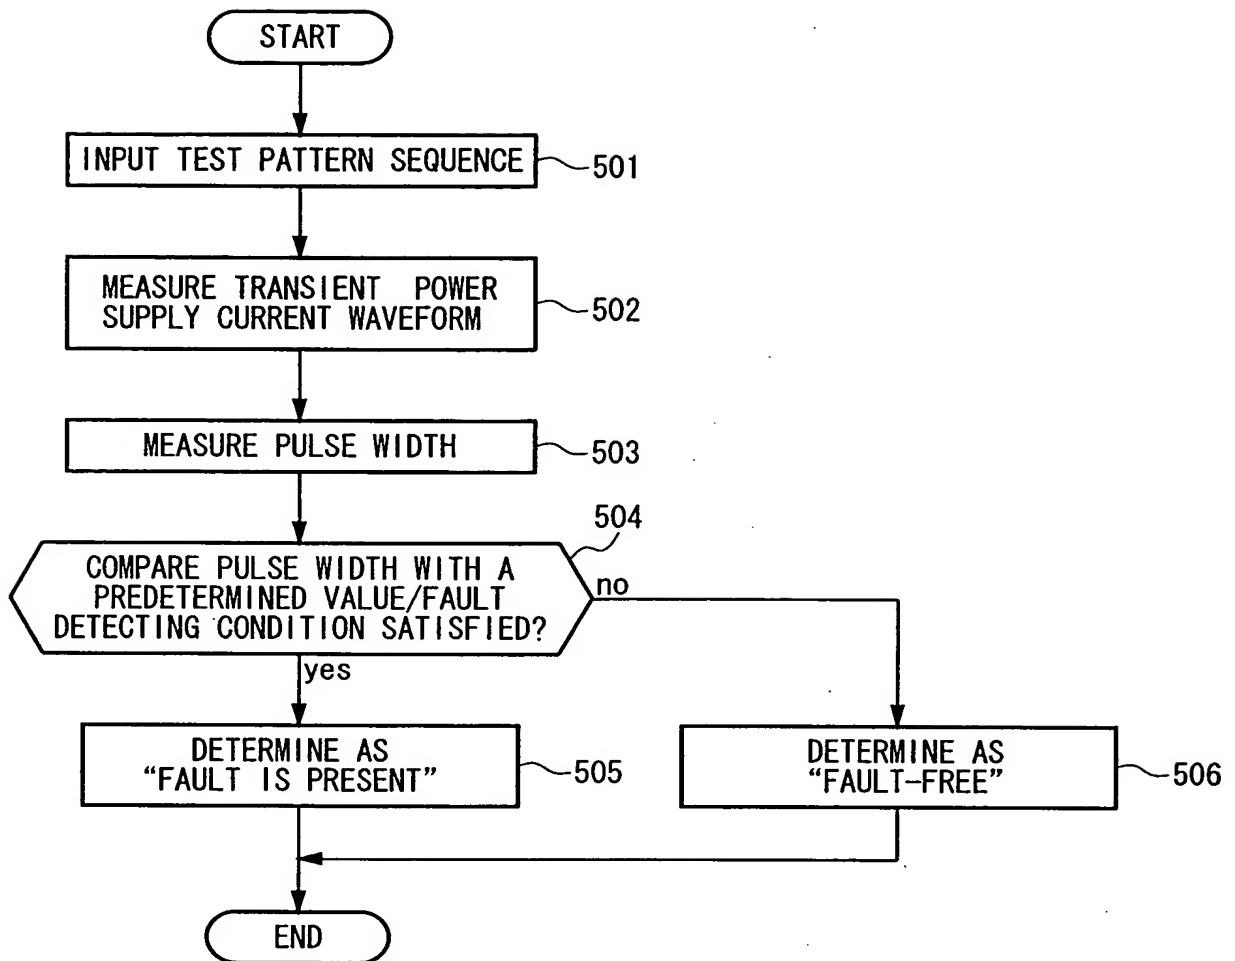 START
INPUT TEST PATTERN SEQUENCE
501
MEASURE TRANSIENT POWER
SUPPLY CURRENT WAVEFORM
502
MEASURE PULSE WIDTH
503
504
COMPARE PULSE WIDTH WITH A
PREDETERMINED VALUE/FAULT
DETECTING CONDITION SATISFIED?
no
yes
DETERMINE AS
“FAULT IS PRESENT”
505
DETERMINE AS
“FAULT-FREE”
506
END